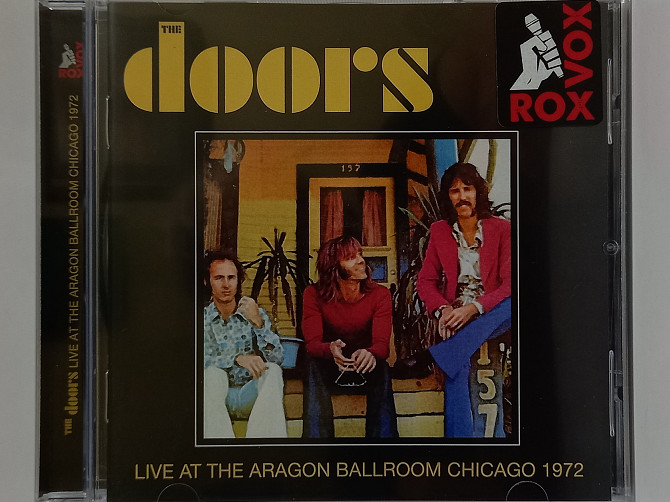 THE
doors
ROX
VOX
157
157
LIVE AT THE ARAGON BALLROOM CHICAGO 1972
THE doors LIVE AT THE ARAGON BALLROOM CHICAGO 1972
ROX
VOX